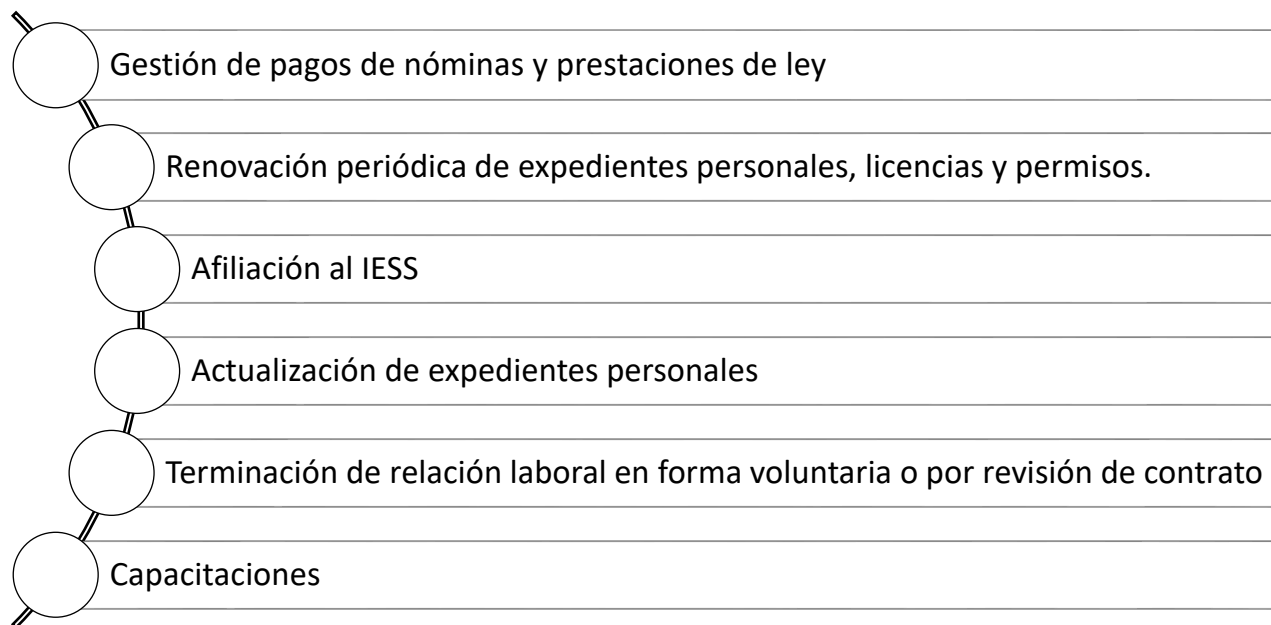 Gestión de pagos de nóminas y prestaciones de ley
Renovación periódica de expedientes personales, licencias y permisos.
Afiliación al IESS
Actualización de expedientes personales
Terminación de relación laboral en forma voluntaria o por revisión de contrato
Capacitaciones